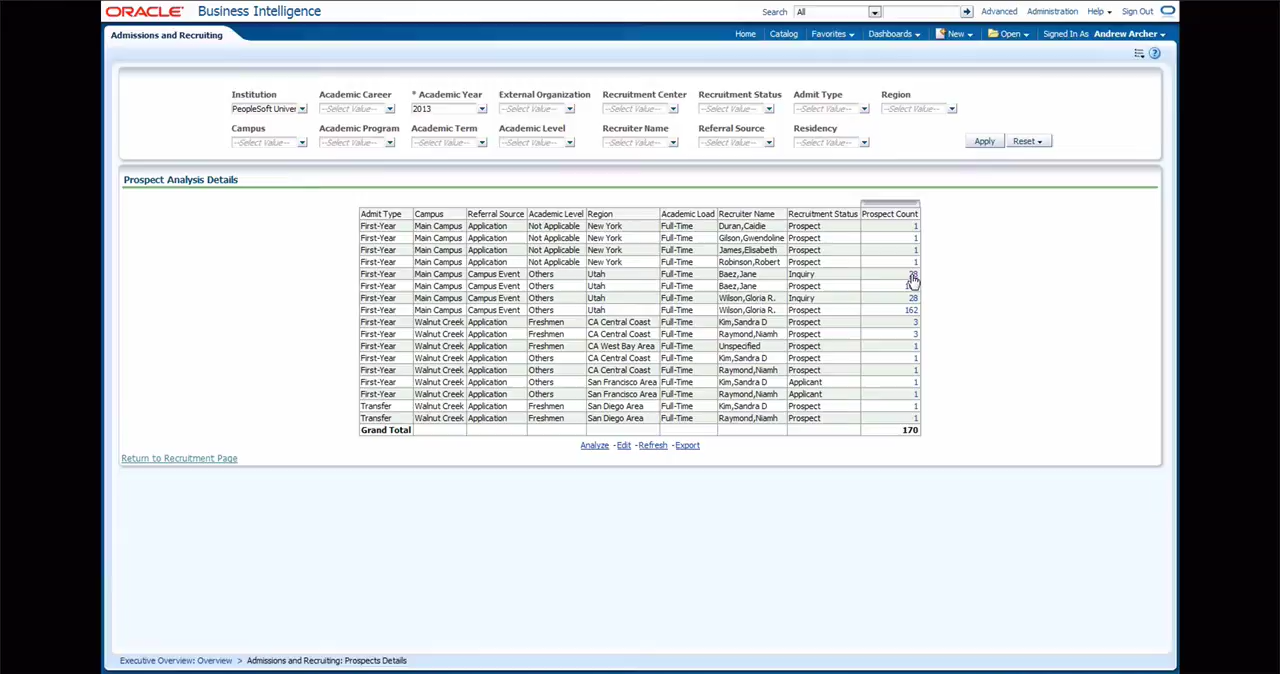 ORACLE Business Intelligence
Search All Advanced Administration Help Sign Out
Admissions and Recruiting Home Catalog Favorites Dashboards New Open Signed In As Andrew Archer
Institution Academic Career * Academic Year External Organization Recruitment Center Recruitment Status Admit Type Region
PeopleSoft Univer --Select Value-- 2013 --Select Value-- --Select Value-- --Select Value-- --Select Value-- --Select Value--
Campus Academic Program Academic Term Academic Level Recruiter Name Referral Source Residency
--Select Value-- --Select Value-- --Select Value-- --Select Value-- --Select Value-- --Select Value-- --Select Value-- Apply Reset
Prospect Analysis Details
Admit Type Campus Referral Source Academic Level Region Academic Load Recruiter Name Recruitment Status Prospect Count
First-Year Main Campus Application Not Applicable New York Full-Time Duran,Caidie Prospect 1
First-Year Main Campus Application Not Applicable New York Full-Time Gilson,Gwendoline Prospect 1
First-Year Main Campus Application Not Applicable New York Full-Time James,Elisabeth Prospect 1
First-Year Main Campus Application Not Applicable New York Full-Time Robinson,Robert Prospect 1
First-Year Main Campus Campus Event Others Utah Full-Time Baez,Jane Inquiry 28
First-Year Main Campus Campus Event Others Utah Full-Time Baez,Jane Prospect
First-Year Main Campus Campus Event Others Utah Full-Time Wilson,Gloria R. Inquiry 28
First-Year Main Campus Campus Event Others Utah Full-Time Wilson,Gloria R. Prospect 162
First-Year Walnut Creek Application Freshmen CA Central Coast Full-Time Kim,Sandra D Prospect 3
First-Year Walnut Creek Application Freshmen CA Central Coast Full-Time Raymond,Niamh Prospect 3
First-Year Walnut Creek Application Freshmen CA West Bay Area Full-Time Unspecified Prospect 1
First-Year Walnut Creek Application Others CA Central Coast Full-Time Kim,Sandra D Prospect 1
First-Year Walnut Creek Application Others CA Central Coast Full-Time Raymond,Niamh Prospect 1
First-Year Walnut Creek Application Others San Francisco Area Full-Time Kim,Sandra D Applicant 1
First-Year Walnut Creek Application Others San Francisco Area Full-Time Raymond,Niamh Applicant 1
Transfer Walnut Creek Application Freshmen San Diego Area Full-Time Kim,Sandra D Prospect 1
Transfer Walnut Creek Application Freshmen San Diego Area Full-Time Raymond,Niamh Prospect 1
Grand Total 170
Analyze - Edit - Refresh - Export
Return to Recruitment Page
Executive Overview: Overview > Admissions and Recruiting: Prospects Details